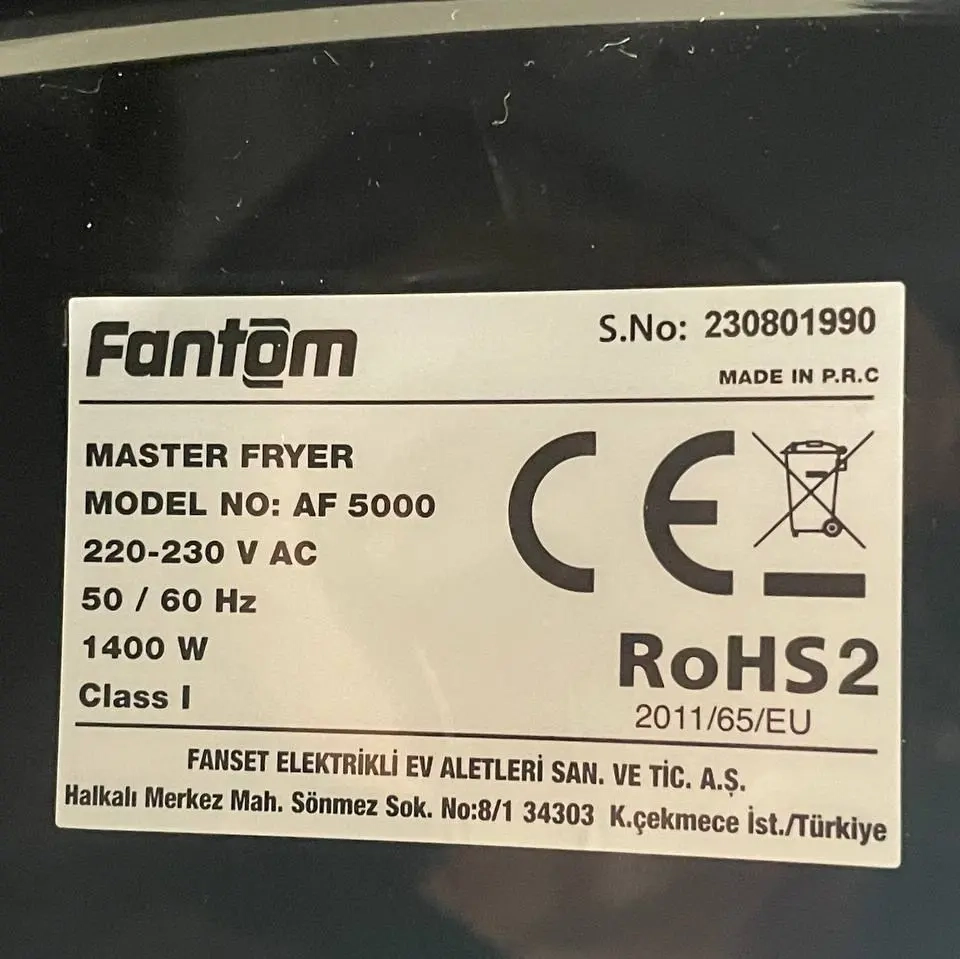 Fantom
S.No: 230801990
MADE IN P.R.C
MASTER FRYER
MODEL NO: AF 5000
220-230 V AC
50 / 60 Hz
1400 W
Class I
CE
RoHS2
2011/65/EU
FANSET ELEKTRİKLİ EV ALETLERİ SAN. VE TİC. A.Ş.
Halkalı Merkez Mah. Sönmez Sok. No:8/1 34303 K.çekmece İst./Türkiye